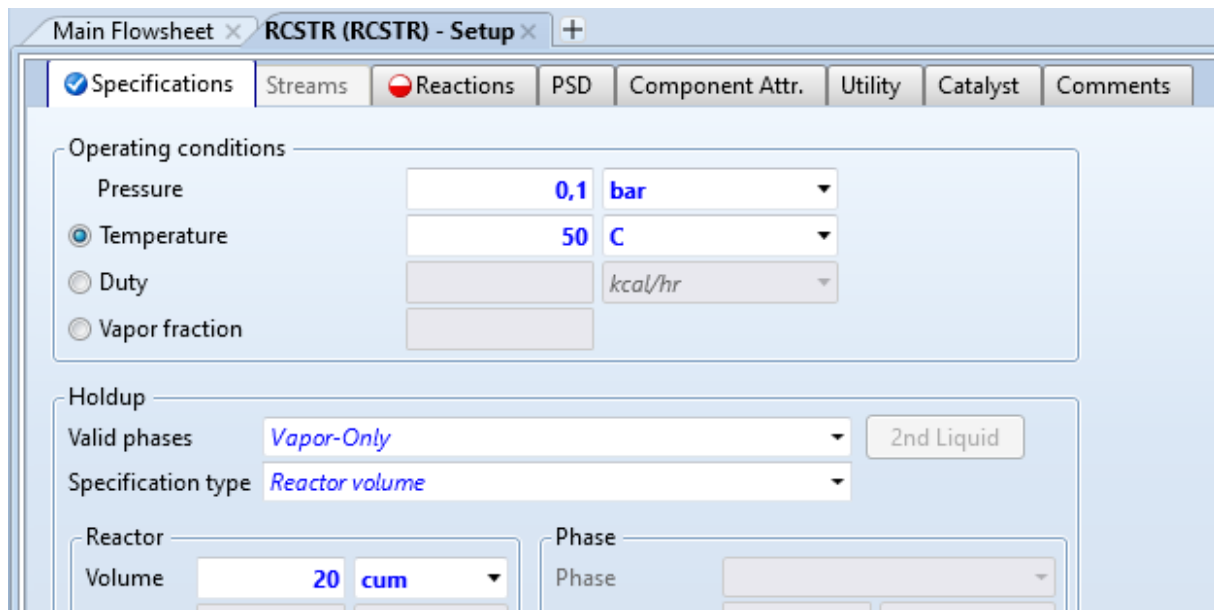 Main Flowsheet × RCSTR (RCSTR) - Setup × +
Specifications Streams Reactions PSD Component Attr. Utility Catalyst Comments
Operating conditions
Pressure 0,1 bar
Temperature 50 C
Duty kcal/hr
Vapor fraction
Holdup
Valid phases Vapor-Only 2nd Liquid
Specification type Reactor volume
Reactor Phase
Volume 20 cum Phase